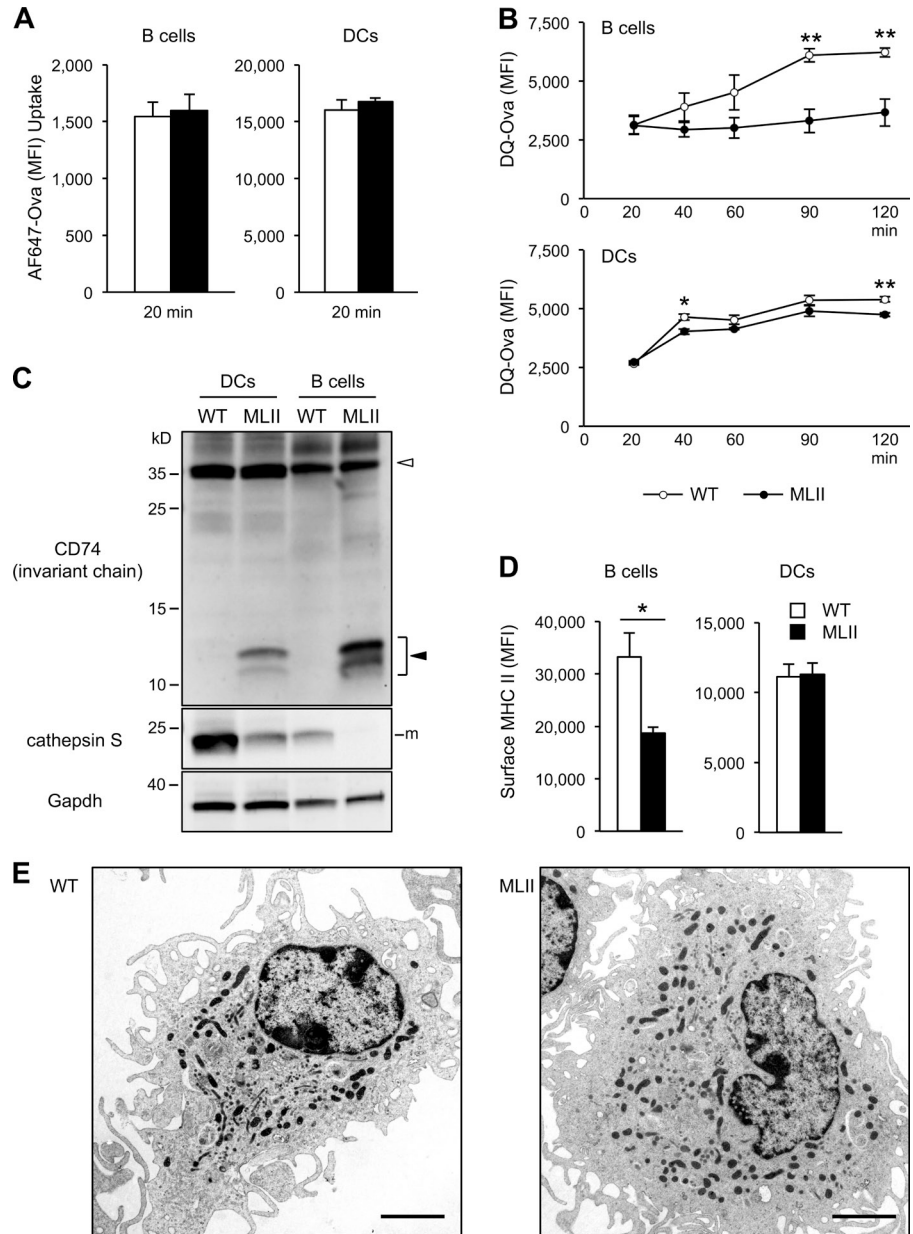 A
B cells
DCs
AF647-Ova (MFI) Uptake
2,000
1,500
1,000
500
0
20 min
20,000
15,000
10,000
5,000
0
20 min
B
B cells
DQ-Ova (MFI)
7,500
5,000
2,500
0
** **
0 20 40 60 90 120
min
DCs
DQ-Ova (MFI)
7,500
5,000
2,500
0
* **
0 20 40 60 90 120
min
WT MLII
C
DCs B cells
WT MLII WT MLII
kD
35
25
CD74
(invariant chain)
15
10
25
cathepsin S
m
40
Gapdh
D
B cells
DCs
Surface MHC II (MFI)
40,000
30,000
20,000
10,000
0
*
15,000
10,000
5,000
0
WT
MLII
E
WT
MLII